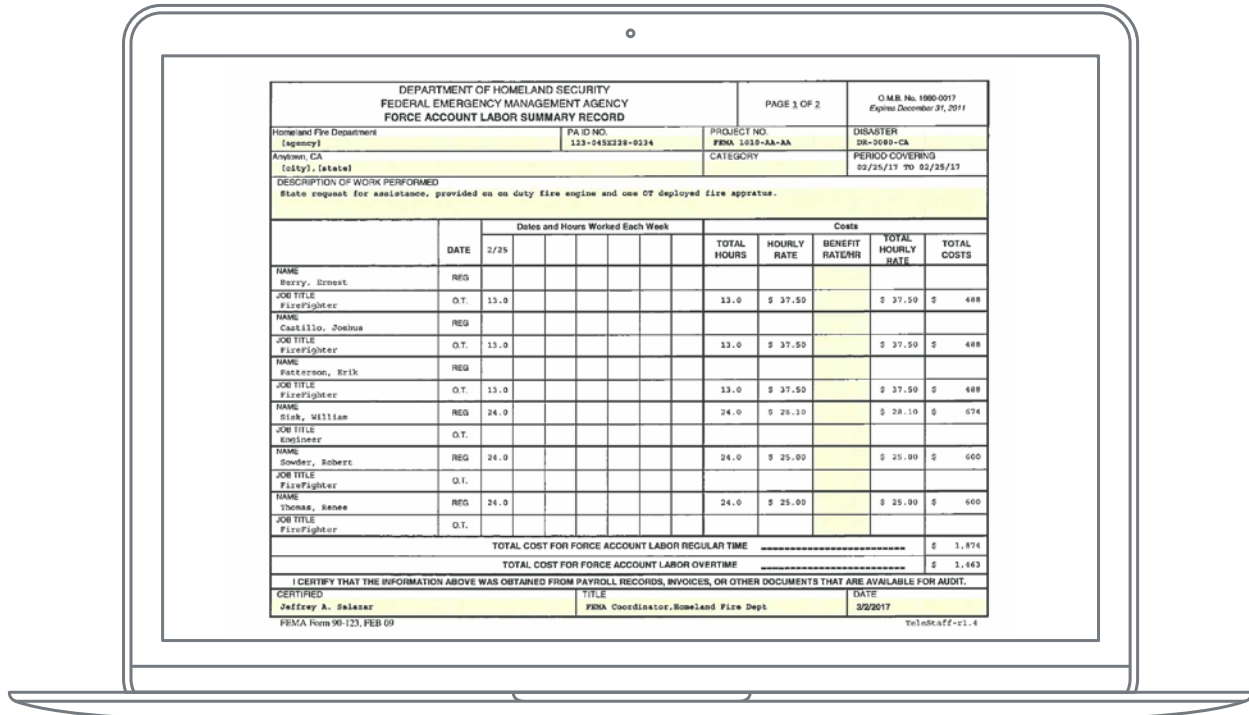 DEPARTMENT OF HOMELAND SECURITY
FEDERAL EMERGENCY MANAGEMENT AGENCY
FORCE ACCOUNT LABOR SUMMARY RECORD
PAGE 1 OF 2
O.M.B. No. 1660-0017
Expires December 31, 2011
Homeland Fire Department
[agency]
PA ID NO.
123-045X228-0234
PROJECT NO.
FEMA 1010-AA-AA
DISASTER
DR-0000-CA
Anytown, CA
[city], [state]
CATEGORY
PERIOD COVERING
02/25/17 TO 02/25/17
DESCRIPTION OF WORK PERFORMED
State request for assistance, provided on on duty fire engine and one OT deployed fire appratus.
Dates and Hours Worked Each Week Costs
DATE 2/25 TOTAL HOURS HOURLY RATE BENEFIT RATE/HR TOTAL HOURLY RATE TOTAL COSTS
NAME
Berry, Ernest REG
JOB TITLE
FireFighter O.T. 13.0 13.0 $ 37.50 $ 37.50 $ 488
NAME
Castillo, Joshua REG
JOB TITLE
FireFighter O.T. 13.0 13.0 $ 37.50 $ 37.50 $ 488
NAME
Patterson, Erik REG
JOB TITLE
FireFighter O.T. 13.0 13.0 $ 37.50 $ 37.50 $ 488
NAME
Sink, William REG 24.0 24.0 $ 28.10 $ 28.10 $ 674
JOB TITLE
Engineer O.T.
NAME
Sowder, Robert REG 24.0 24.0 $ 25.00 $ 25.00 $ 600
JOB TITLE
FireFighter O.T.
NAME
Thomas, Renee REG 24.0 24.0 $ 25.00 $ 25.00 $ 600
JOB TITLE
FireFighter O.T.
TOTAL COST FOR FORCE ACCOUNT LABOR REGULAR TIME $ 1,874
TOTAL COST FOR FORCE ACCOUNT LABOR OVERTIME $ 1,463
I CERTIFY THAT THE INFORMATION ABOVE WAS OBTAINED FROM PAYROLL RECORDS, INVOICES, OR OTHER DOCUMENTS THAT ARE AVAILABLE FOR AUDIT.
CERTIFIED
Jeffrey A. Salazar
TITLE
FEMA Coordinator,Homeland Fire Dept
DATE
3/2/2017
FEMA Form 90-123, FEB 09
TeleStaff-r1.4